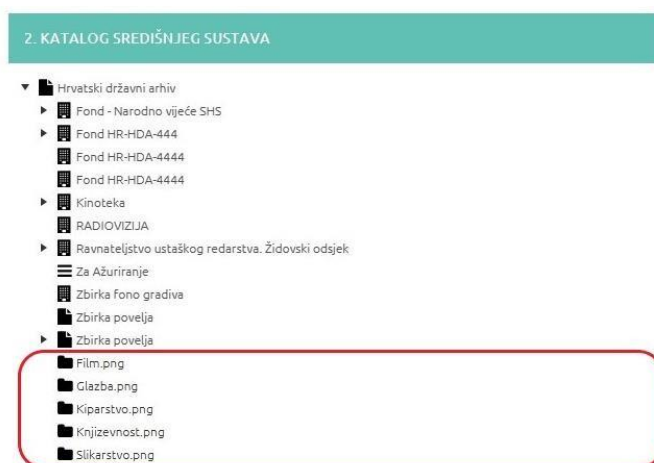 2. KATALOG SREDIŠNJEG SUSTAVA
Hrvatski državni arhiv
Fond - Narodno vijeće SHS
Fond HR-HDA-444
Fond HR-HDA-4444
Fond HR-HDA-4444
Kinoteka
RADIOVIZIJA
Ravnateljstvo ustaškog redarstva. Židovski odsjek
Za Ažuriranje
Zbirka fono gradiva
Zbirka povelja
Zbirka povelja
Film.png
Glazba.png
Kiparstvo.png
Knjizevnost.png
Slikarstvo.png